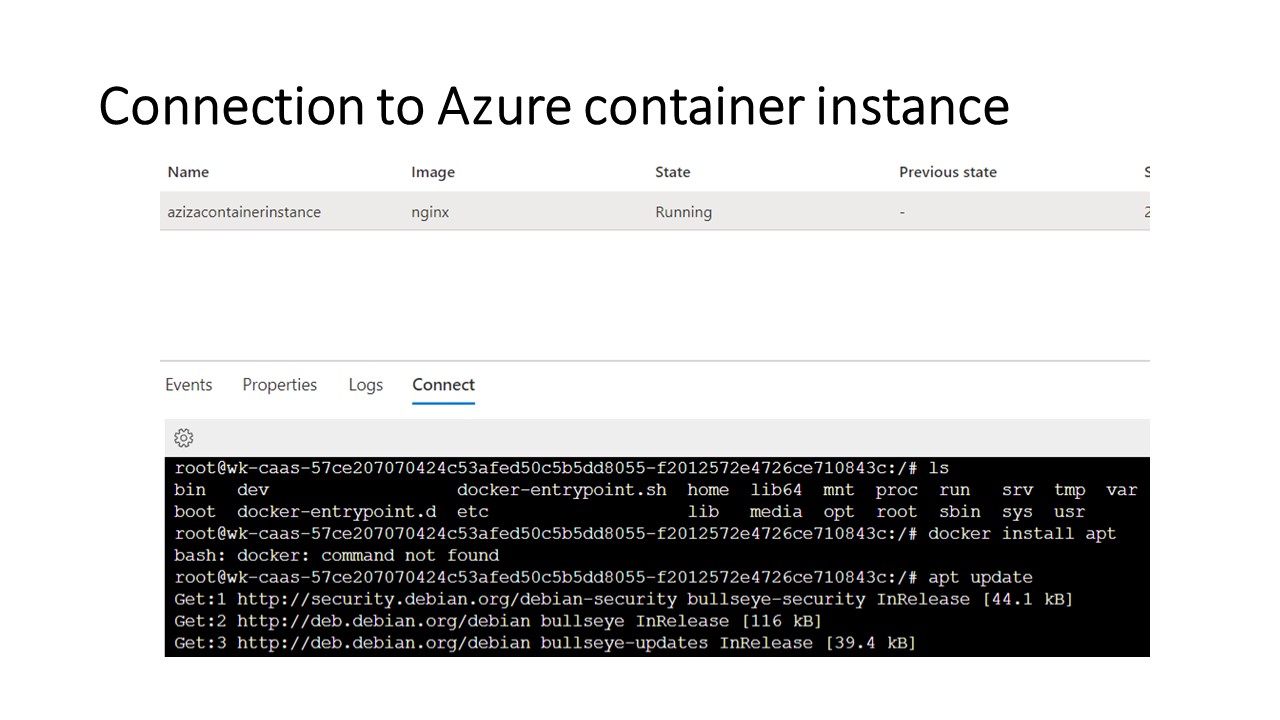 Connection to Azure container instance
Name Image State Previous state S
azizacontainerinstance nginx Running - 2
Events Properties Logs Connect
root@wk-caas-57ce207070424c53afed50c5b5dd8055-f2012572e4726ce710843c:/# ls
bin dev docker-entrypoint.sh home lib64 mnt proc run srv tmp var
boot docker-entrypoint.d etc lib media opt root sbin sys usr
root@wk-caas-57ce207070424c53afed50c5b5dd8055-f2012572e4726ce710843c:/# docker install apt
bash: docker: command not found
root@wk-caas-57ce207070424c53afed50c5b5dd8055-f2012572e4726ce710843c:/# apt update
Get:1 http://security.debian.org/debian-security bullseye-security InRelease [44.1 kB]
Get:2 http://deb.debian.org/debian bullseye InRelease [116 kB]
Get:3 http://deb.debian.org/debian bullseye-updates InRelease [39.4 kB]